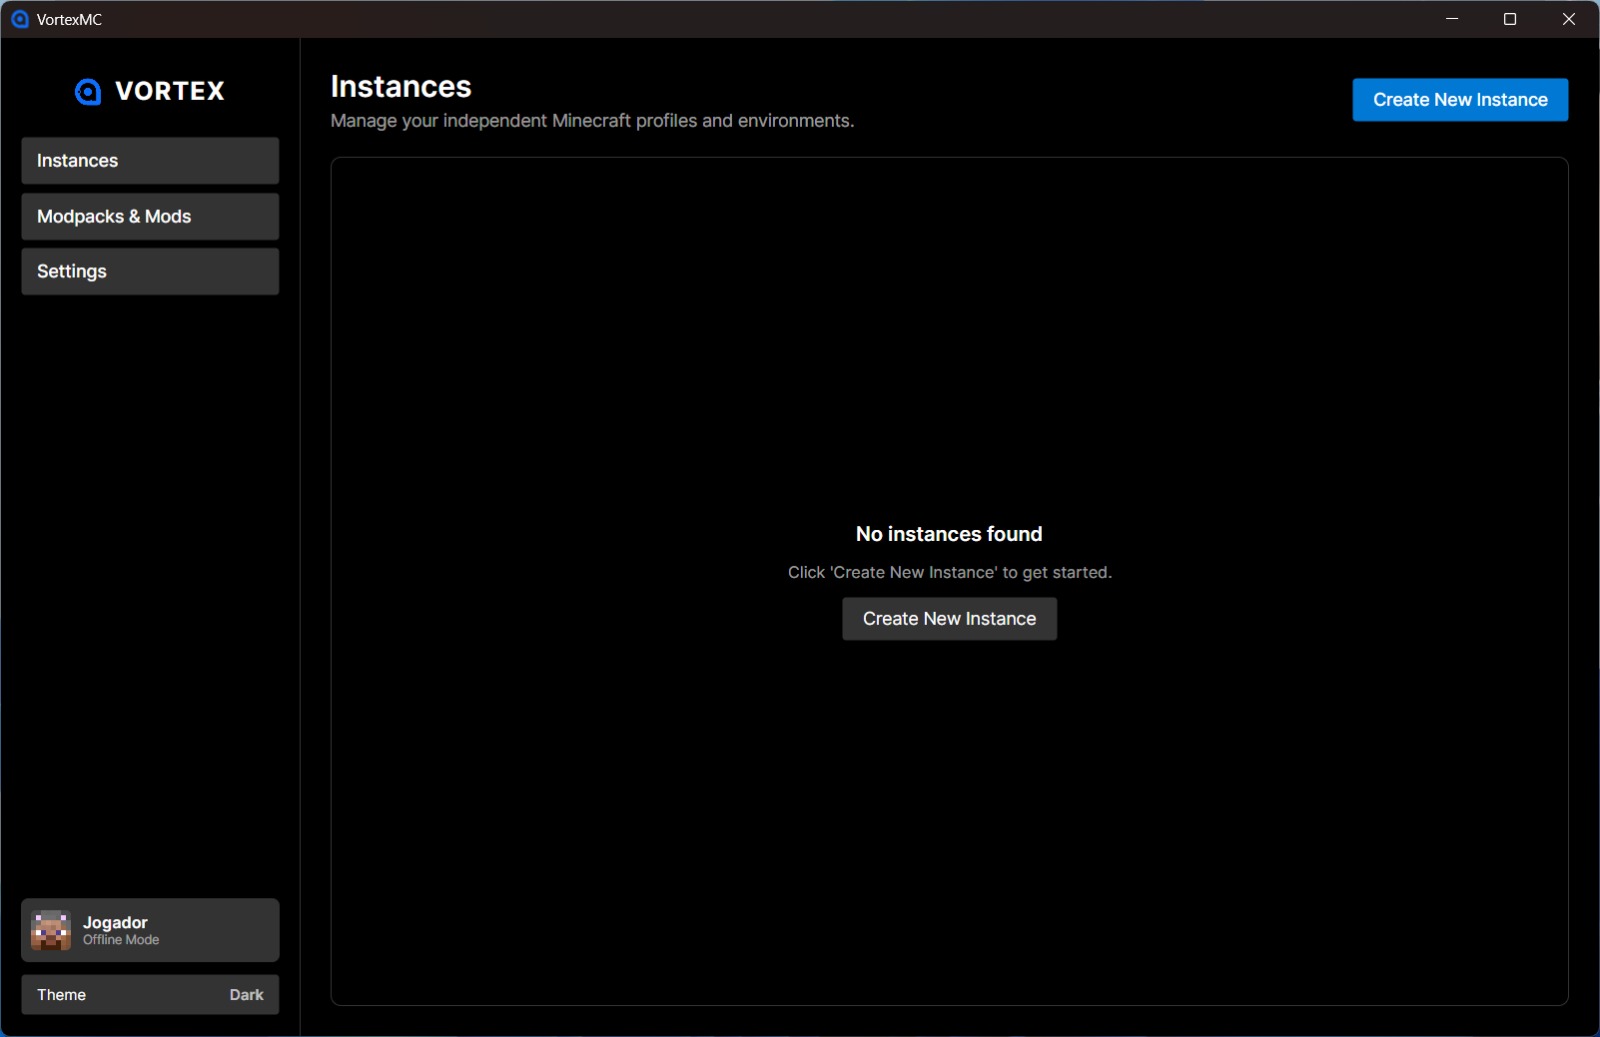 VortexMC
VORTEX
Instances
Modpacks & Mods
Settings
Jogador
Offline Mode
Theme
Dark
Instances
Manage your independent Minecraft profiles and environments.
Create New Instance
No instances found
Click 'Create New Instance' to get started.
Create New Instance